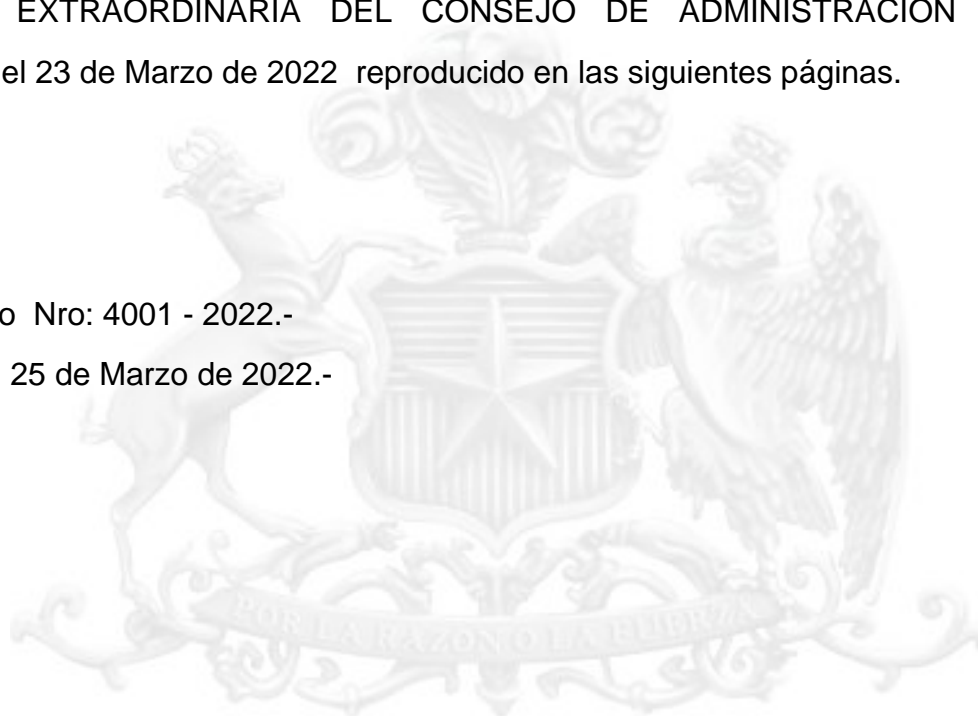 EXTRAORDINARIA DEL CONSEJO DE ADMINISTRACIÓN
el 23 de Marzo de 2022 reproducido en las siguientes páginas.
o Nro: 4001 - 2022.-
25 de Marzo de 2022.-
POR LA RAZON O LA FUERZA